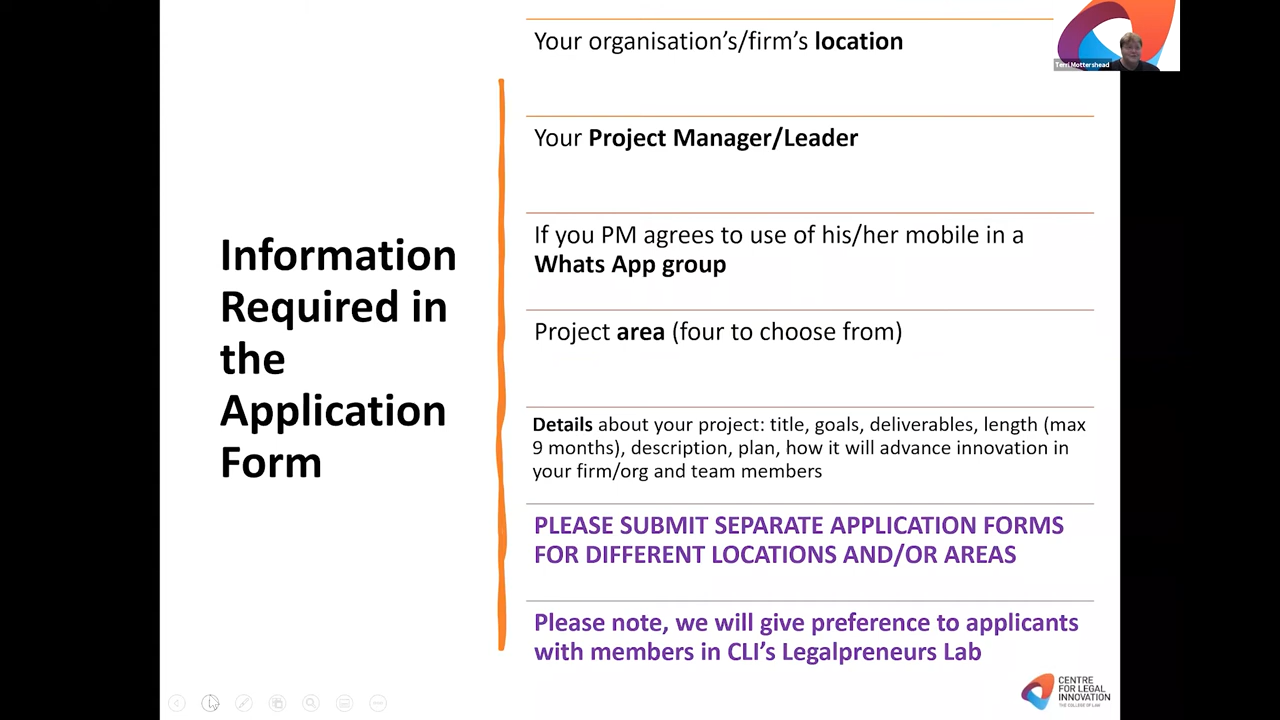 Your organisation's/firm's location
Terri Mottershead
Your Project Manager/Leader
If you PM agrees to use of his/her mobile in a
Whats App group
Project area (four to choose from)
Information
Required in
the
Application
Form
Details about your project: title, goals, deliverables, length (max
9 months), description, plan, how it will advance innovation in
your firm/org and team members
PLEASE SUBMIT SEPARATE APPLICATION FORMS
FOR DIFFERENT LOCATIONS AND/OR AREAS
Please note, we will give preference to applicants
with members in CLI's Legalpreneurs Lab
CENTRE
FOR LEGAL
INNOVATION
THE COLLEGE OF LAW